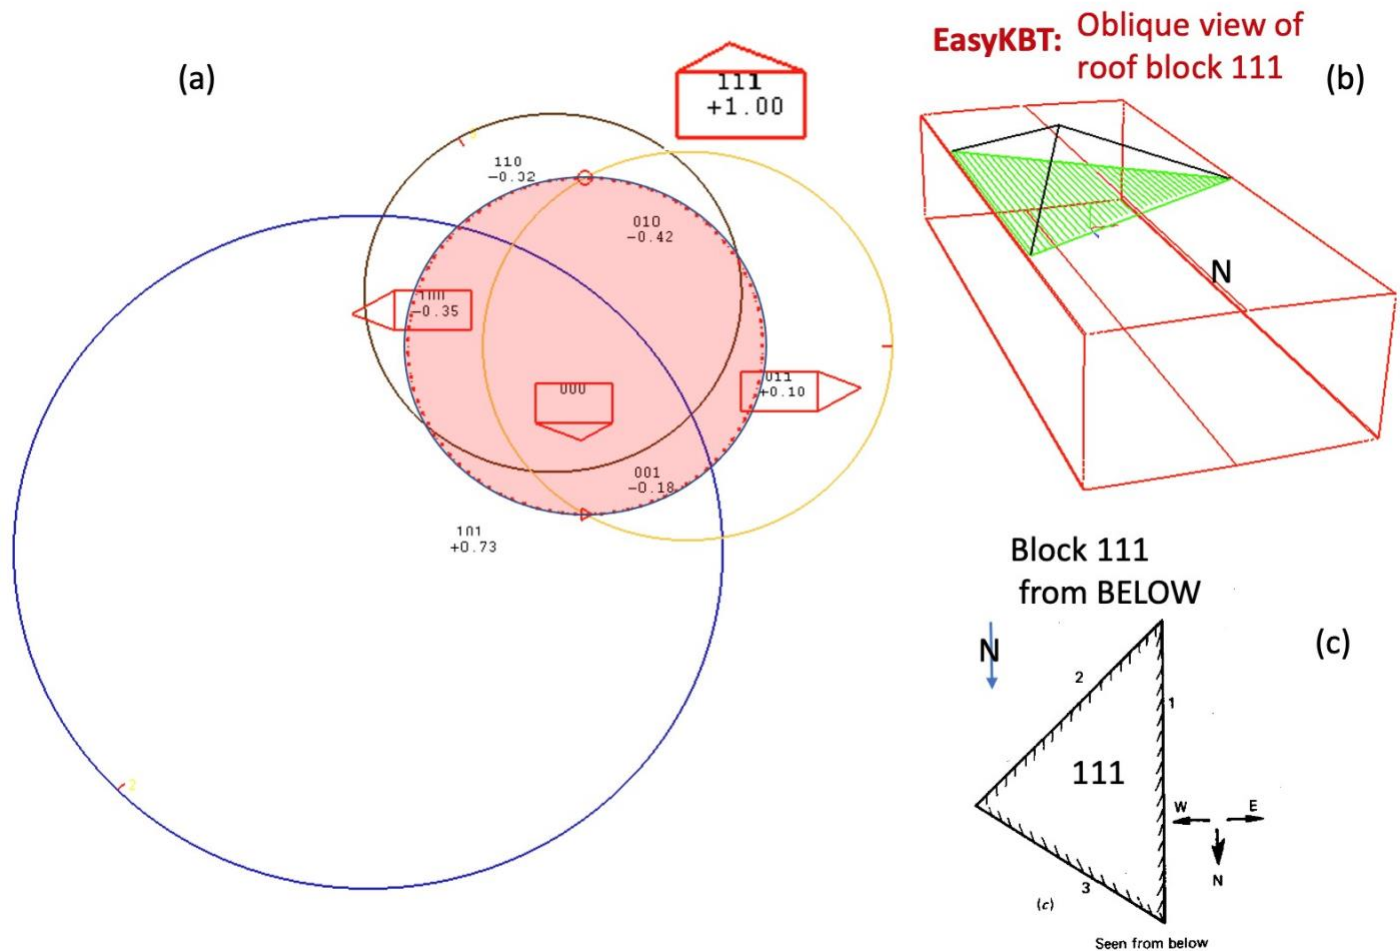 (a)
111
+1.00
110
-0.32
010
-0.42
-0.35
000
011
+0.10
001
-0.18
101
+0.73
2
EasyKBT: Oblique view of
roof block 111
(b)
N
Block 111
from BELOW
N
(c)
2
1
111
W
E
N
3
(c)
Seen from below